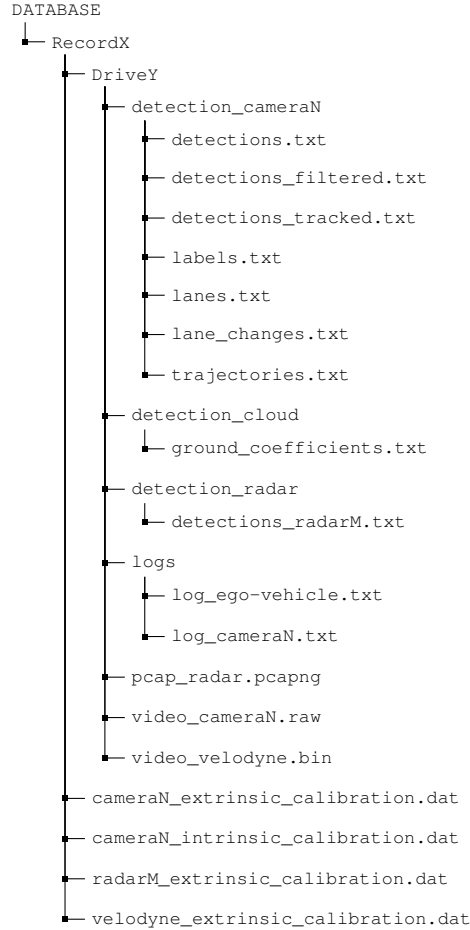 DATABASE
RecordX
DriveY
detection_cameraN
detections.txt
detections_filtered.txt
detections_tracked.txt
labels.txt
lanes.txt
lane_changes.txt
trajectories.txt
detection_cloud
ground_coefficients.txt
detection_radar
detections_radarM.txt
logs
log_ego-vehicle.txt
log_cameraN.txt
pcap_radar.pcapng
video_cameraN.raw
video_velodyne.bin
cameraN_extrinsic_calibration.dat
cameraN_intrinsic_calibration.dat
radarM_extrinsic_calibration.dat
velodyne_extrinsic_calibration.dat